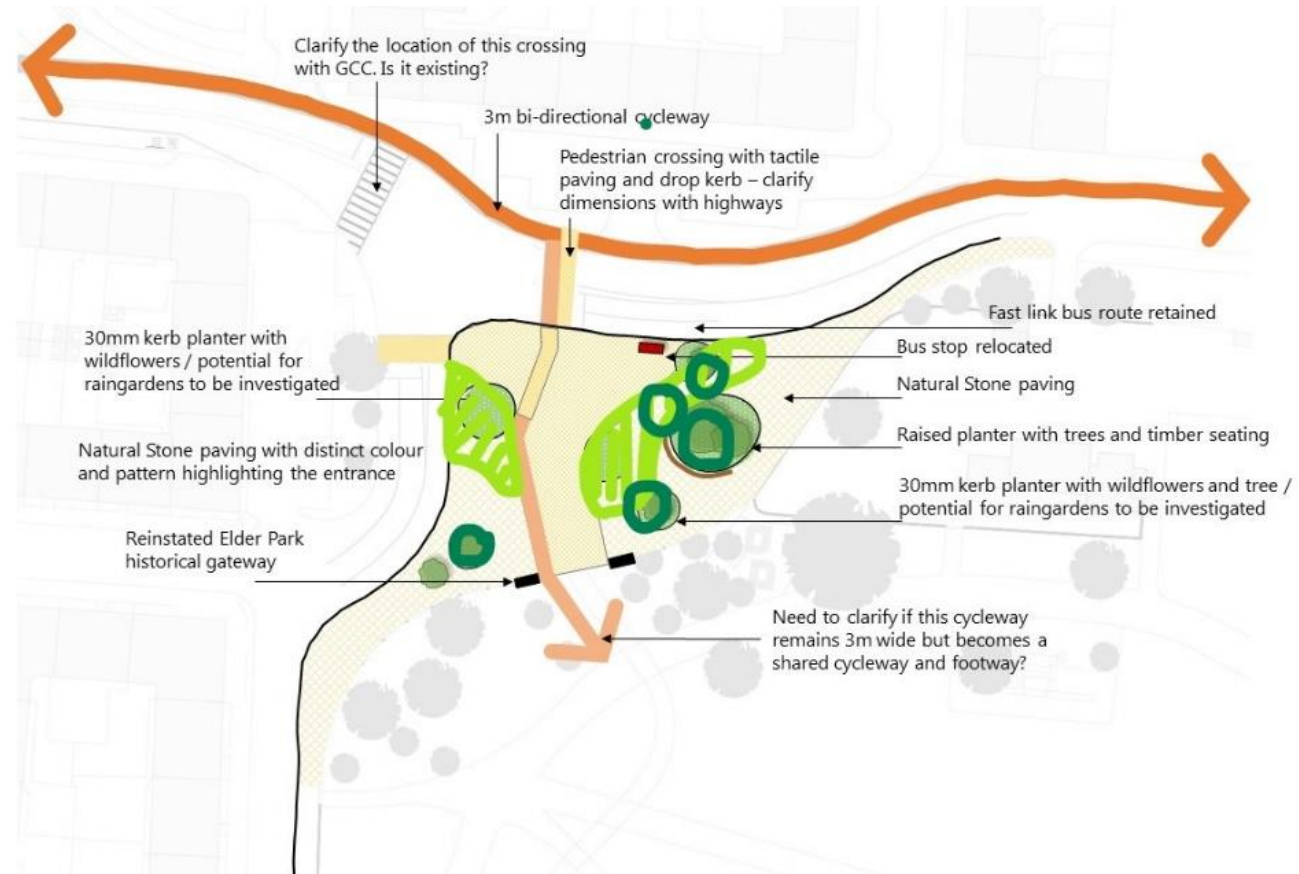 Clarify the location of this crossing
with GCC. Is it existing?
3m bi-directional cycleway
Pedestrian crossing with tactile
paving and drop kerb – clarify
dimensions with highways
30mm kerb planter with
wildflowers / potential for
raingardens to be investigated
Natural Stone paving with distinct colour
and pattern highlighting the entrance
Reinstated Elder Park
historical gateway
Fast link bus route retained
Bus stop relocated
Natural Stone paving
Raised planter with trees and timber seating
30mm kerb planter with wildflowers and tree /
potential for raingardens to be investigated
Need to clarify if this cycleway
remains 3m wide but becomes a
shared cycleway and footway?